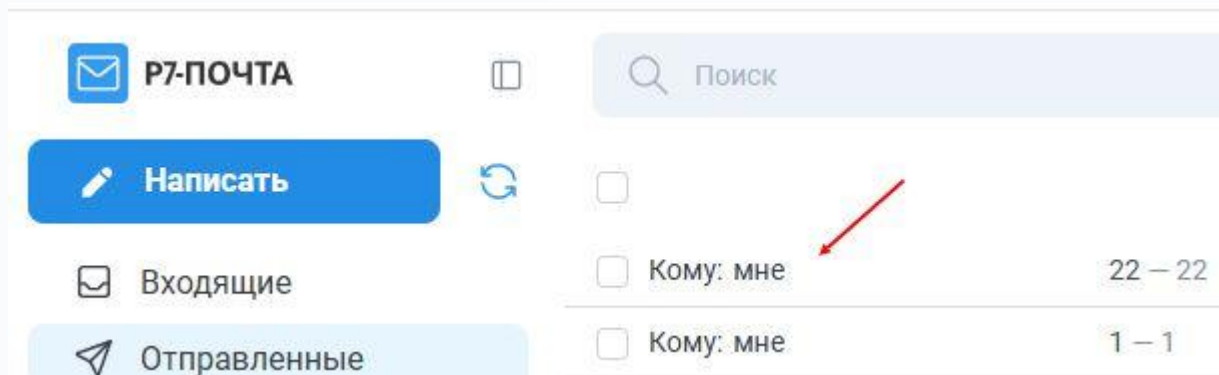 Р7-ПОЧТА
Поиск
Написать
Кому: мне 22 — 22
Входящие
Кому: мне 1 — 1
Отправленные